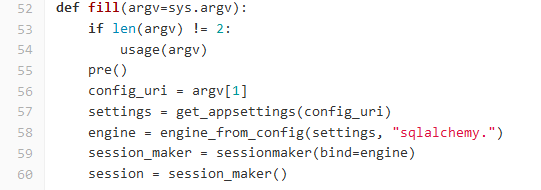 52 def fill(argv=sys.argv):
53     if len(argv) != 2:
54         usage(argv)
55     pre()
56     config_uri = argv[1]
57     settings = get_appsettings(config_uri)
58     engine = engine_from_config(settings, "sqlalchemy.")
59     session_maker = sessionmaker(bind=engine)
60     session = session_maker()